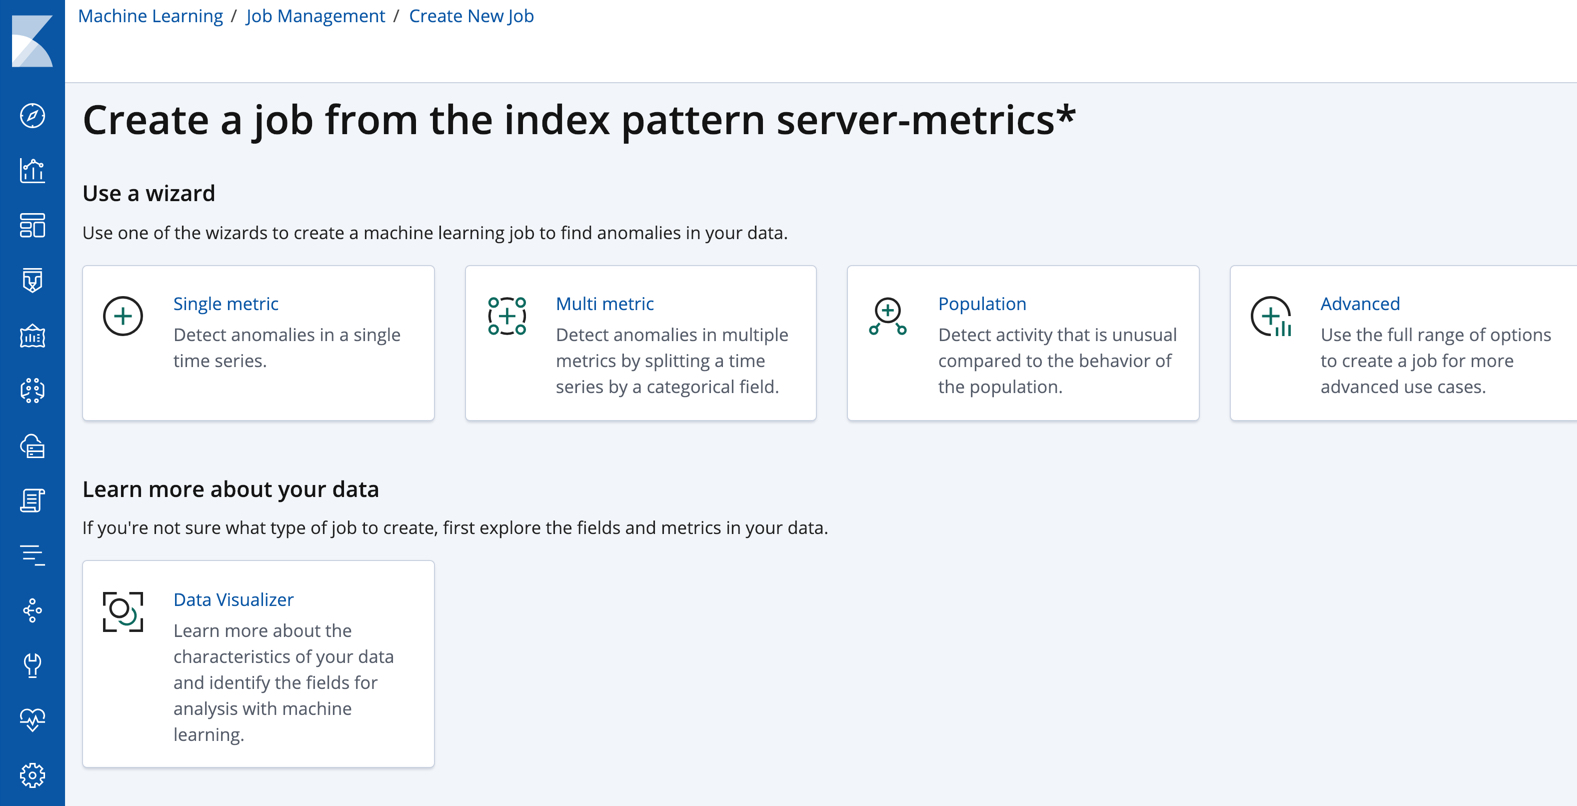 Machine Learning / Job Management / Create New Job
Create a job from the index pattern server-metrics*
Use a wizard
Use one of the wizards to create a machine learning job to find anomalies in your data.
Single metric
Detect anomalies in a single
time series.
Multi metric
Detect anomalies in multiple
metrics by splitting a time
series by a categorical field.
Population
Detect activity that is unusual
compared to the behavior of
the population.
Advanced
Use the full range of options
to create a job for more
advanced use cases.
Learn more about your data
If you're not sure what type of job to create, first explore the fields and metrics in your data.
Data Visualizer
Learn more about the
characteristics of your data
and identify the fields for
analysis with machine
learning.